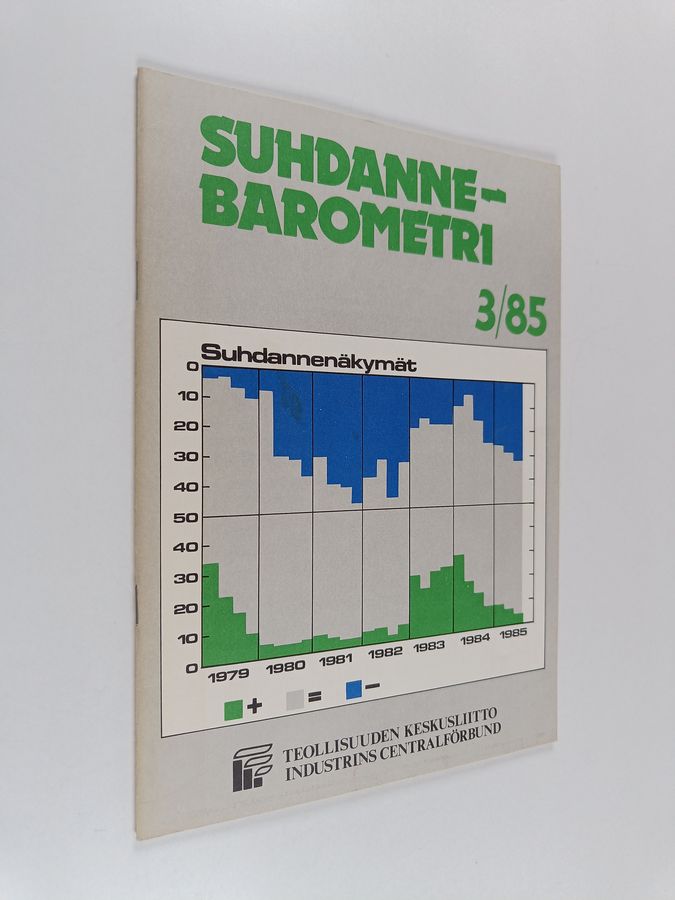 SUHDANNE-
BAROMETRI
3/85
Suhdannenäkymät
0
10
20
30
40
50
40
30
20
10
0
1979 1980 1981 1982 1983 1984 1985
+ = -
TEOLLISUUDEN KESKUSLIITTO
INDUSTRINS CENTRALFÖRBUND